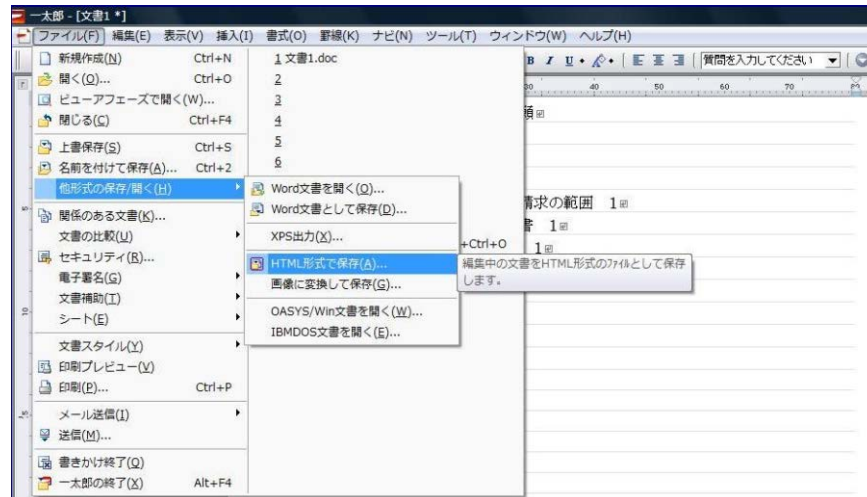 一太郎 - [文書1 *]
ファイル(F) 編集(E) 表示(V) 挿入(I) 書式(O) 罫線(K) ナビ(N) ツール(T) ウィンドウ(W) ヘルプ(H)
新規作成(N) Ctrl+N
開く(O)... Ctrl+O
ビューアフェーズで開く(W)...
閉じる(C) Ctrl+F4
上書保存(S) Ctrl+S
名前を付けて保存(A)... Ctrl+2
他形式の保存/開く(H)
関係のある文書(K)...
文書の比較(U)
セキュリティ(R)...
電子署名(G)
文書補助(T)
シート(E)
文書スタイル(Y)
印刷プレビュー(V)
印刷(P)... Ctrl+P
メール送信(I)
送信(M)...
書きかけ終了(Q)
一太郎の終了(X) Alt+F4
1 文書1.doc
2
3
4
5
6
Word文書を開く(O)...
Word文書として保存(D)...
XPS出力(X)...
HTML形式で保存(A)...
画像に変換して保存(G)...
OASYS/Win文書を開く(W)...
IBMDOS文書を開く(E)...
+Ctrl+O
編集中の文書をHTML形式のファイルとして保存
します。
B I U
質問を入力してください
40 50 60 70
請求の範囲 1
書 1
1